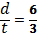 d/t = 6/3